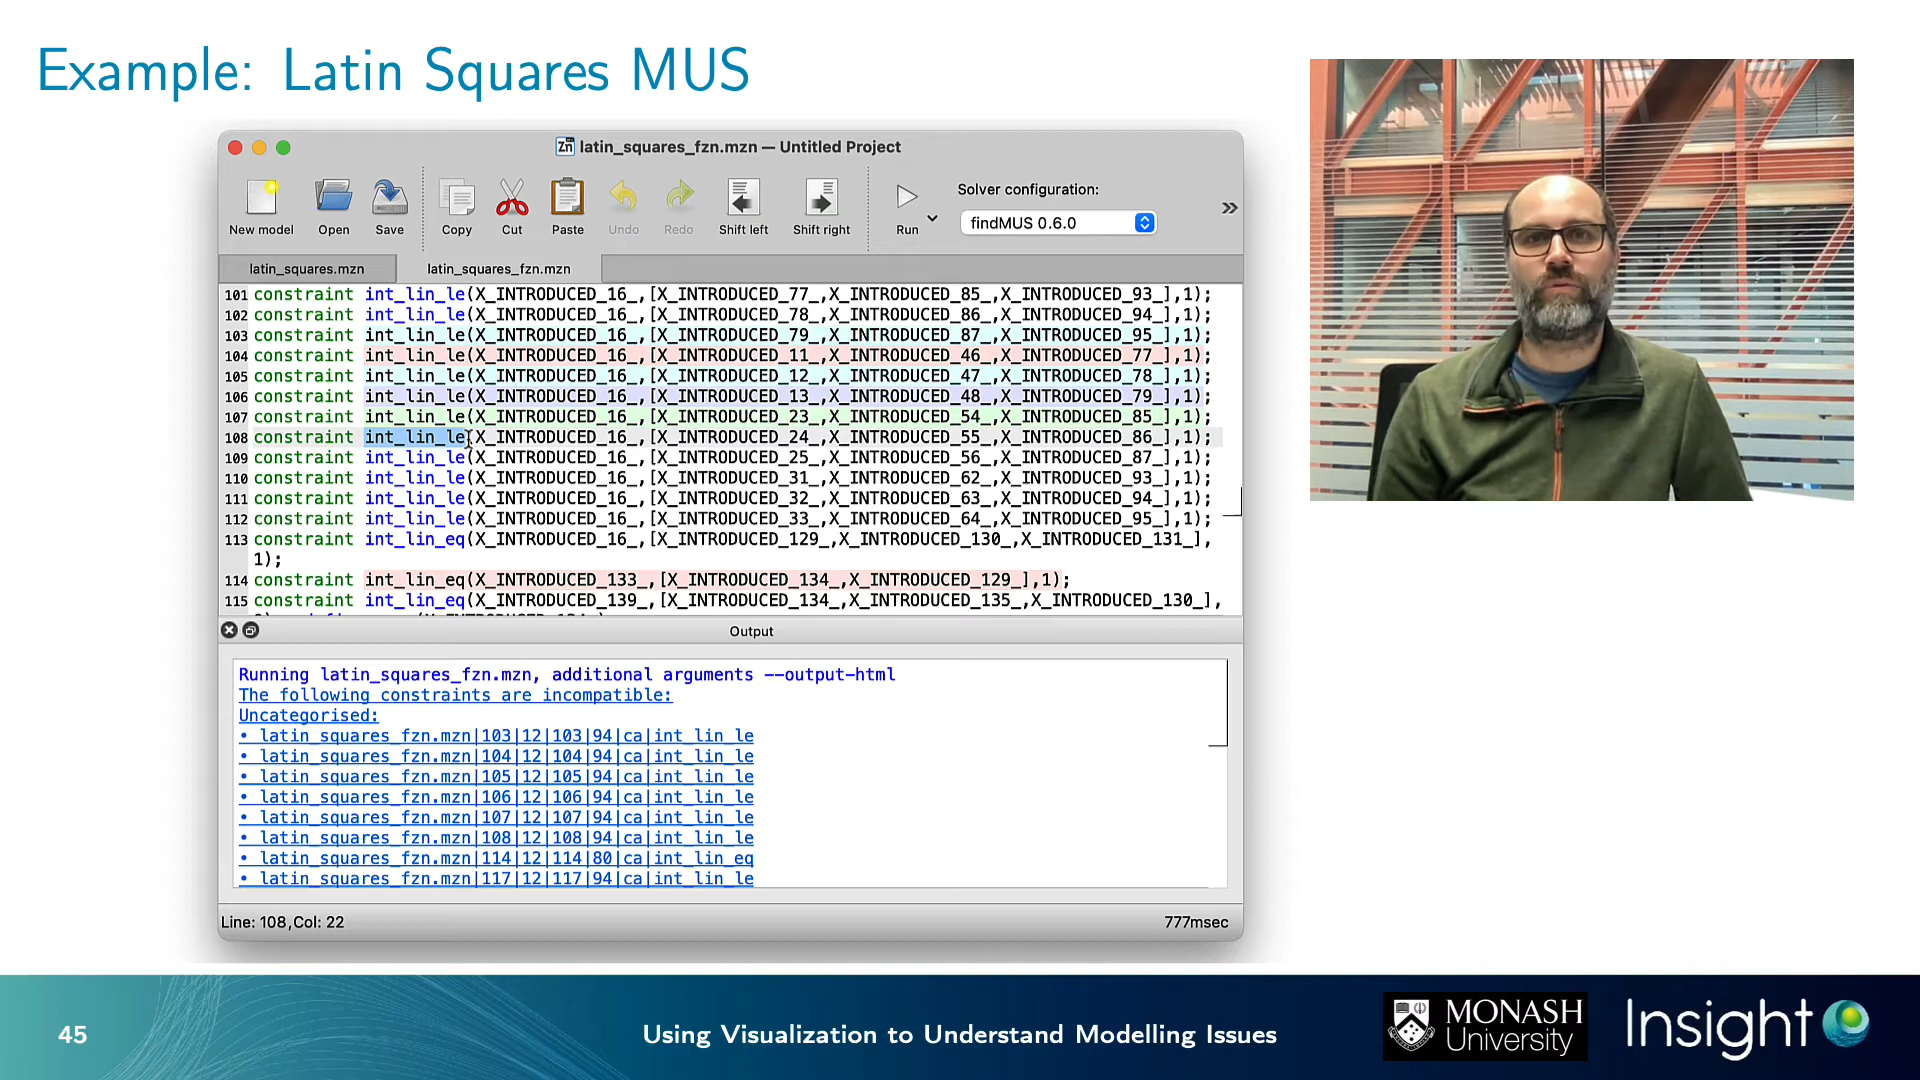 Example: Latin Squares MUS
latin_squares_fzn.mzn — Untitled Project
New model Open Save Copy Cut Paste Undo Redo Shift left Shift right Run
Solver configuration:
findMUS 0.6.0
latin_squares.mzn latin_squares_fzn.mzn
101 constraint int_lin_le(X_INTRODUCED_16_,[X_INTRODUCED_77_,X_INTRODUCED_85_,X_INTRODUCED_93_],1);
102 constraint int_lin_le(X_INTRODUCED_16_,[X_INTRODUCED_78_,X_INTRODUCED_86_,X_INTRODUCED_94_],1);
103 constraint int_lin_le(X_INTRODUCED_16_,[X_INTRODUCED_79_,X_INTRODUCED_87_,X_INTRODUCED_95_],1);
104 constraint int_lin_le(X_INTRODUCED_16_,[X_INTRODUCED_11_,X_INTRODUCED_46_,X_INTRODUCED_77_],1);
105 constraint int_lin_le(X_INTRODUCED_16_,[X_INTRODUCED_12_,X_INTRODUCED_47_,X_INTRODUCED_78_],1);
106 constraint int_lin_le(X_INTRODUCED_16_,[X_INTRODUCED_13_,X_INTRODUCED_48_,X_INTRODUCED_79_],1);
107 constraint int_lin_le(X_INTRODUCED_16_,[X_INTRODUCED_23_,X_INTRODUCED_54_,X_INTRODUCED_85_],1);
108 constraint int_lin_le(X_INTRODUCED_16_,[X_INTRODUCED_24_,X_INTRODUCED_55_,X_INTRODUCED_86_],1);
109 constraint int_lin_le(X_INTRODUCED_16_,[X_INTRODUCED_25_,X_INTRODUCED_56_,X_INTRODUCED_87_],1);
110 constraint int_lin_le(X_INTRODUCED_16_,[X_INTRODUCED_31_,X_INTRODUCED_62_,X_INTRODUCED_93_],1);
111 constraint int_lin_le(X_INTRODUCED_16_,[X_INTRODUCED_32_,X_INTRODUCED_63_,X_INTRODUCED_94_],1);
112 constraint int_lin_le(X_INTRODUCED_16_,[X_INTRODUCED_33_,X_INTRODUCED_64_,X_INTRODUCED_95_],1);
113 constraint int_lin_eq(X_INTRODUCED_16_,[X_INTRODUCED_129_,X_INTRODUCED_130_,X_INTRODUCED_131_],
1);
114 constraint int_lin_eq(X_INTRODUCED_133_,[X_INTRODUCED_134_,X_INTRODUCED_129_],1);
115 constraint int_lin_eq(X_INTRODUCED_139_,[X_INTRODUCED_134_,X_INTRODUCED_135_,X_INTRODUCED_130_],
Output
Running latin_squares_fzn.mzn, additional arguments --output-html
The following constraints are incompatible:
Uncategorised:
• latin_squares_fzn.mzn|103|12|103|94|ca|int_lin_le
• latin_squares_fzn.mzn|104|12|104|94|ca|int_lin_le
• latin_squares_fzn.mzn|105|12|105|94|ca|int_lin_le
• latin_squares_fzn.mzn|106|12|106|94|ca|int_lin_le
• latin_squares_fzn.mzn|107|12|107|94|ca|int_lin_le
• latin_squares_fzn.mzn|108|12|108|94|ca|int_lin_le
• latin_squares_fzn.mzn|114|12|114|80|ca|int_lin_eq
• latin_squares_fzn.mzn|117|12|117|94|ca|int_lin_le
Line: 108,Col: 22 777msec
45
Using Visualization to Understand Modelling Issues
MONASH
University
Insight